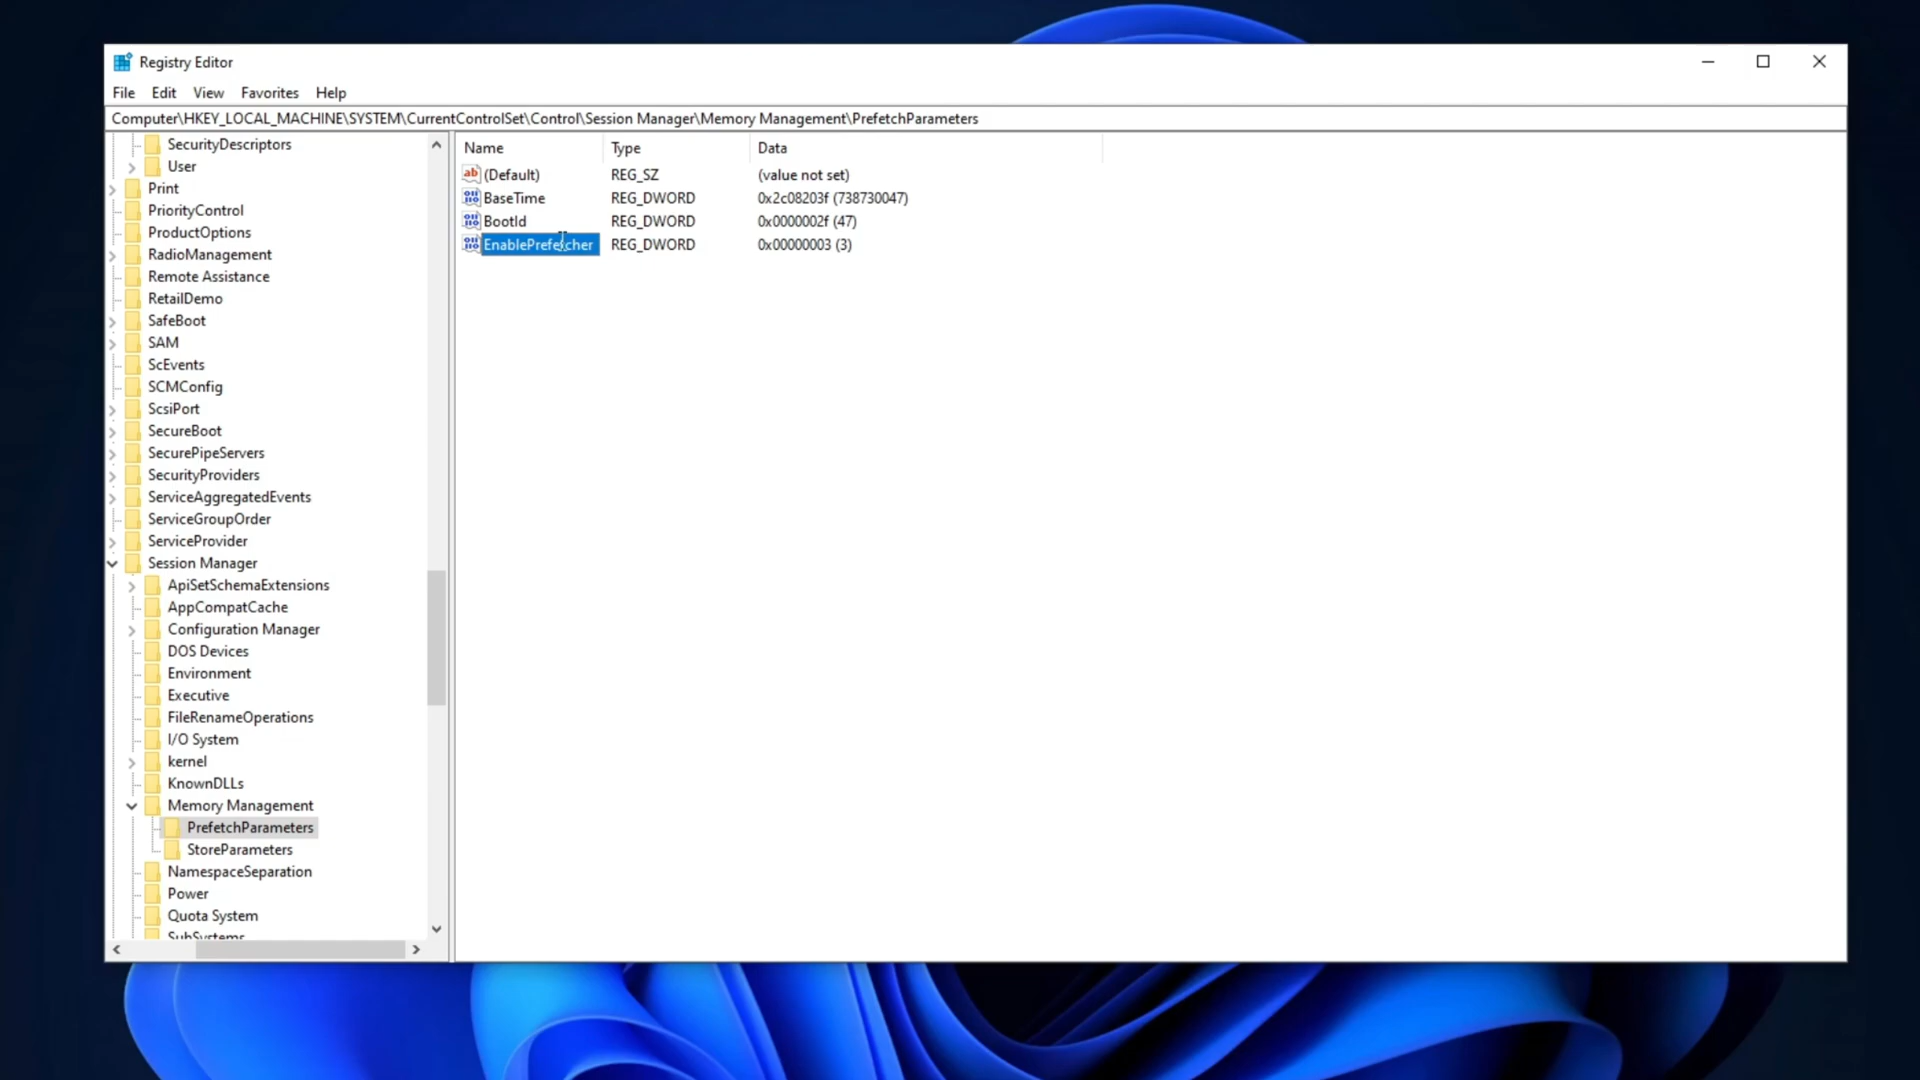 Registry Editor
File Edit View Favorites Help
Computer\HKEY_LOCAL_MACHINE\SYSTEM\CurrentControlSet\Control\Session Manager\Memory Management\PrefetchParameters
SecurityDescriptors
User
Print
PriorityControl
ProductOptions
RadioManagement
Remote Assistance
RetailDemo
SafeBoot
SAM
ScEvents
SCMConfig
ScsiPort
SecureBoot
SecurePipeServers
SecurityProviders
ServiceAggregatedEvents
ServiceGroupOrder
ServiceProvider
Session Manager
ApiSetSchemaExtensions
AppCompatCache
Configuration Manager
DOS Devices
Environment
Executive
FileRenameOperations
I/O System
kernel
KnownDLLs
Memory Management
PrefetchParameters
StoreParameters
NamespaceSeparation
Power
Quota System
SubSystems
Name Type Data
(Default) REG_SZ (value not set)
BaseTime REG_DWORD 0x2c08203f (738730047)
BootId REG_DWORD 0x0000002f (47)
EnablePrefetcher REG_DWORD 0x00000003 (3)